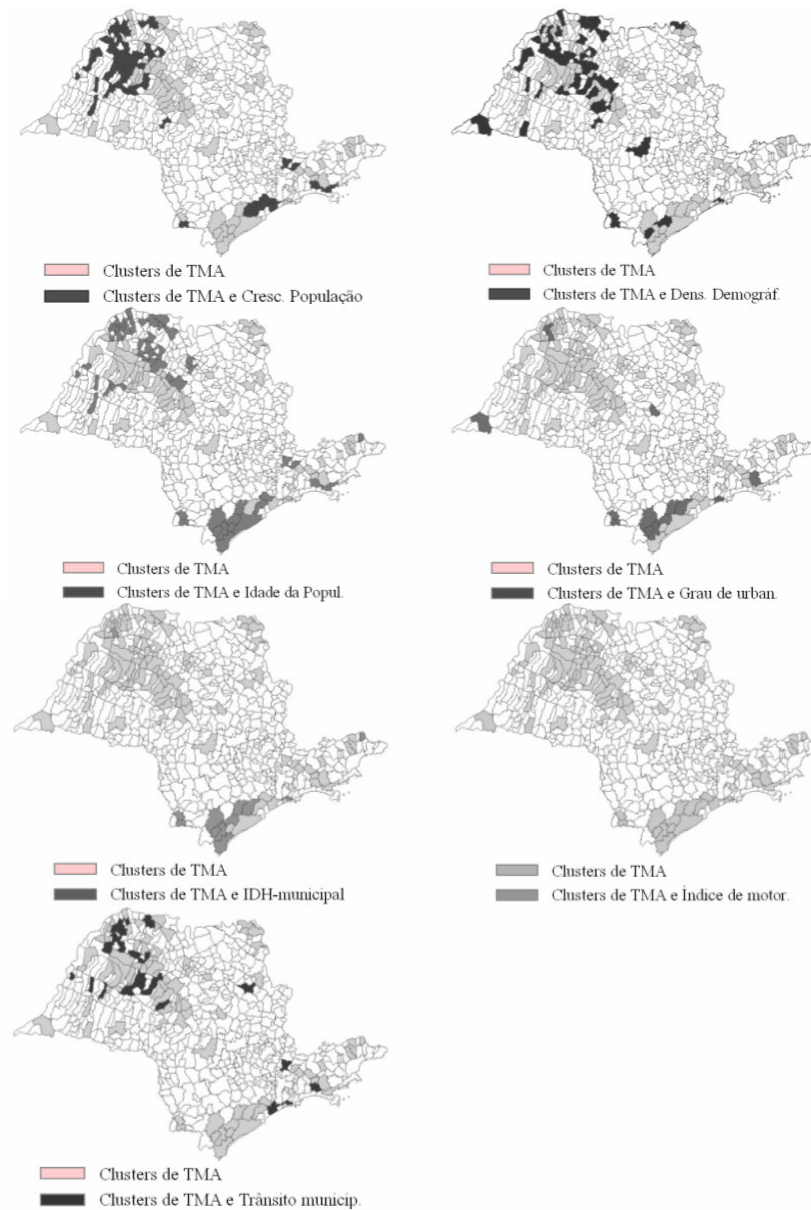 Clusters de TMA
Clusters de TMA e Cresc. População
Clusters de TMA
Clusters de TMA e Dens. Demográf.
Clusters de TMA
Clusters de TMA e Idade da Popul.
Clusters de TMA
Clusters de TMA e Grau de urban.
Clusters de TMA
Clusters de TMA e IDH-municipal
Clusters de TMA
Clusters de TMA e Índice de motor.
Clusters de TMA
Clusters de TMA e Trânsito municip.